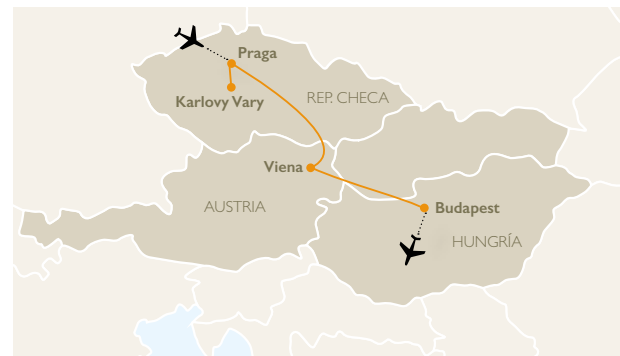 Praga
REP. CHECA
Karlovy Vary
Viena
AUSTRIA
Budapest
HUNGRÍA